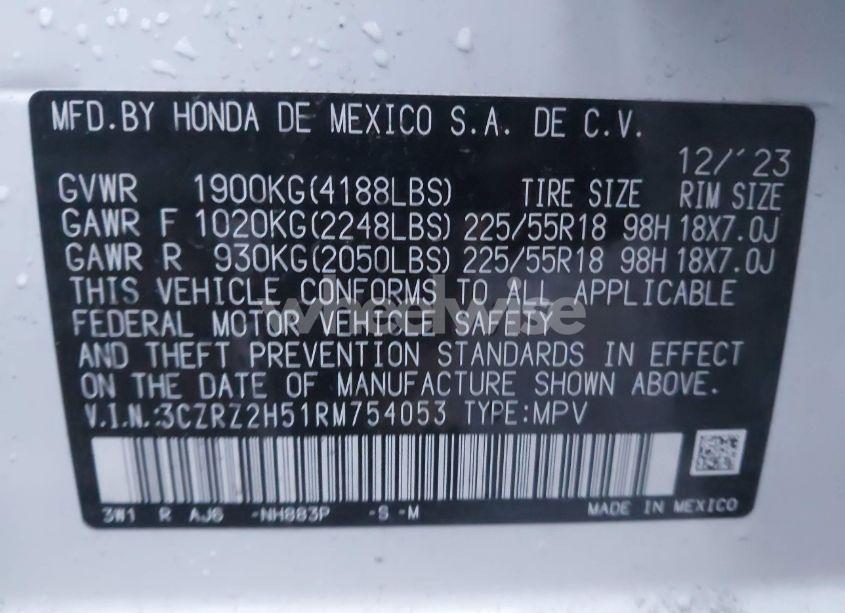 MFD.BY HONDA DE MEXICO S.A. DE C.V.
12/'23
GVWR 1900KG(4188LBS) TIRE SIZE RIM SIZE
GAWR F 1020KG(2248LBS) 225/55R18 98H 18X7.0J
GAWR R 930KG(2050LBS) 225/55R18 98H 18X7.0J
THIS VEHICLE CONFORMS TO ALL APPLICABLE
FEDERAL MOTOR VEHICLE SAFETY
wheelwise
AND THEFT PREVENTION STANDARDS IN EFFECT
ON THE DATE OF MANUFACTURE SHOWN ABOVE.
V.I.N.:3CZRZ2H51RM754053 TYPE:MPV
3W1 R AJ6 -NH883P -S -M MADE IN MEXICO